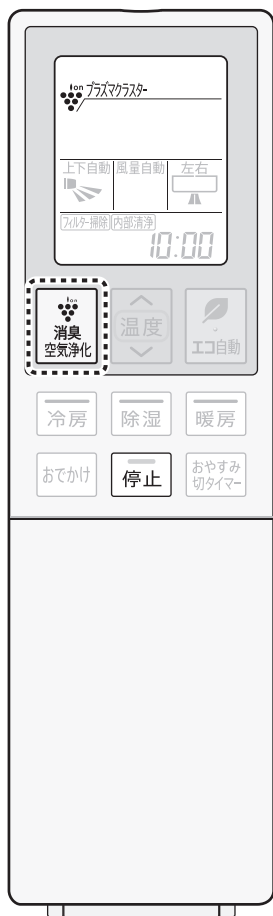 Ion
プラズマクラスター
上下自動 風量自動 左右
フィルター掃除 内部清浄
10:00
Ion
消臭
空気浄化
温度
エコ自動
冷房 除湿 暖房
おでかけ 停止 おやすみ
切タイマー